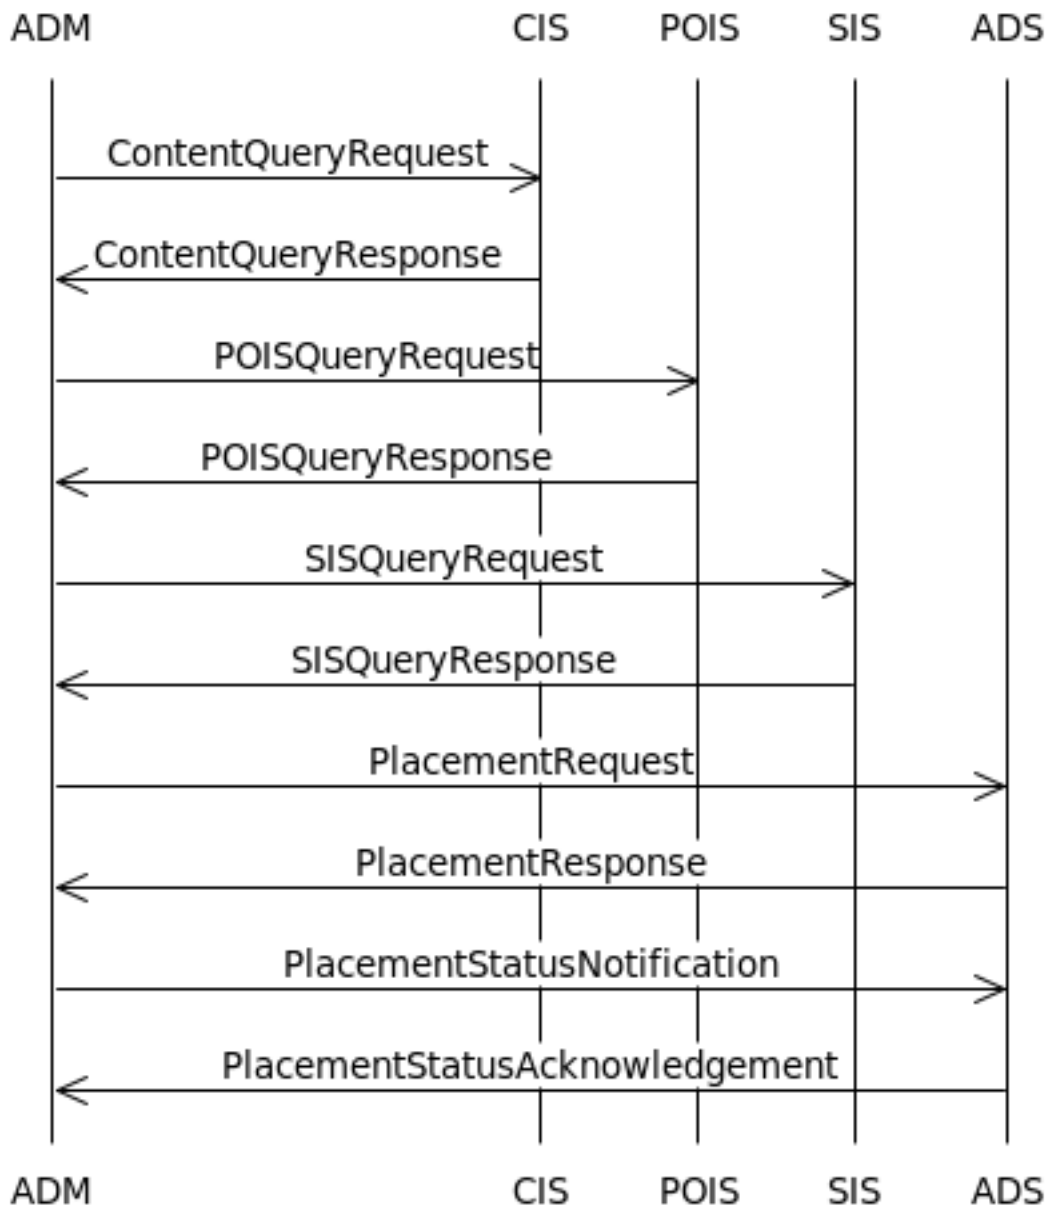 ADM CIS POIS SIS ADS
ContentQueryRequest
ContentQueryResponse
POISQueryRequest
POISQueryResponse
SISQueryRequest
SISQueryResponse
PlacementRequest
PlacementResponse
PlacementStatusNotification
PlacementStatusAcknowledgement
ADM CIS POIS SIS ADS